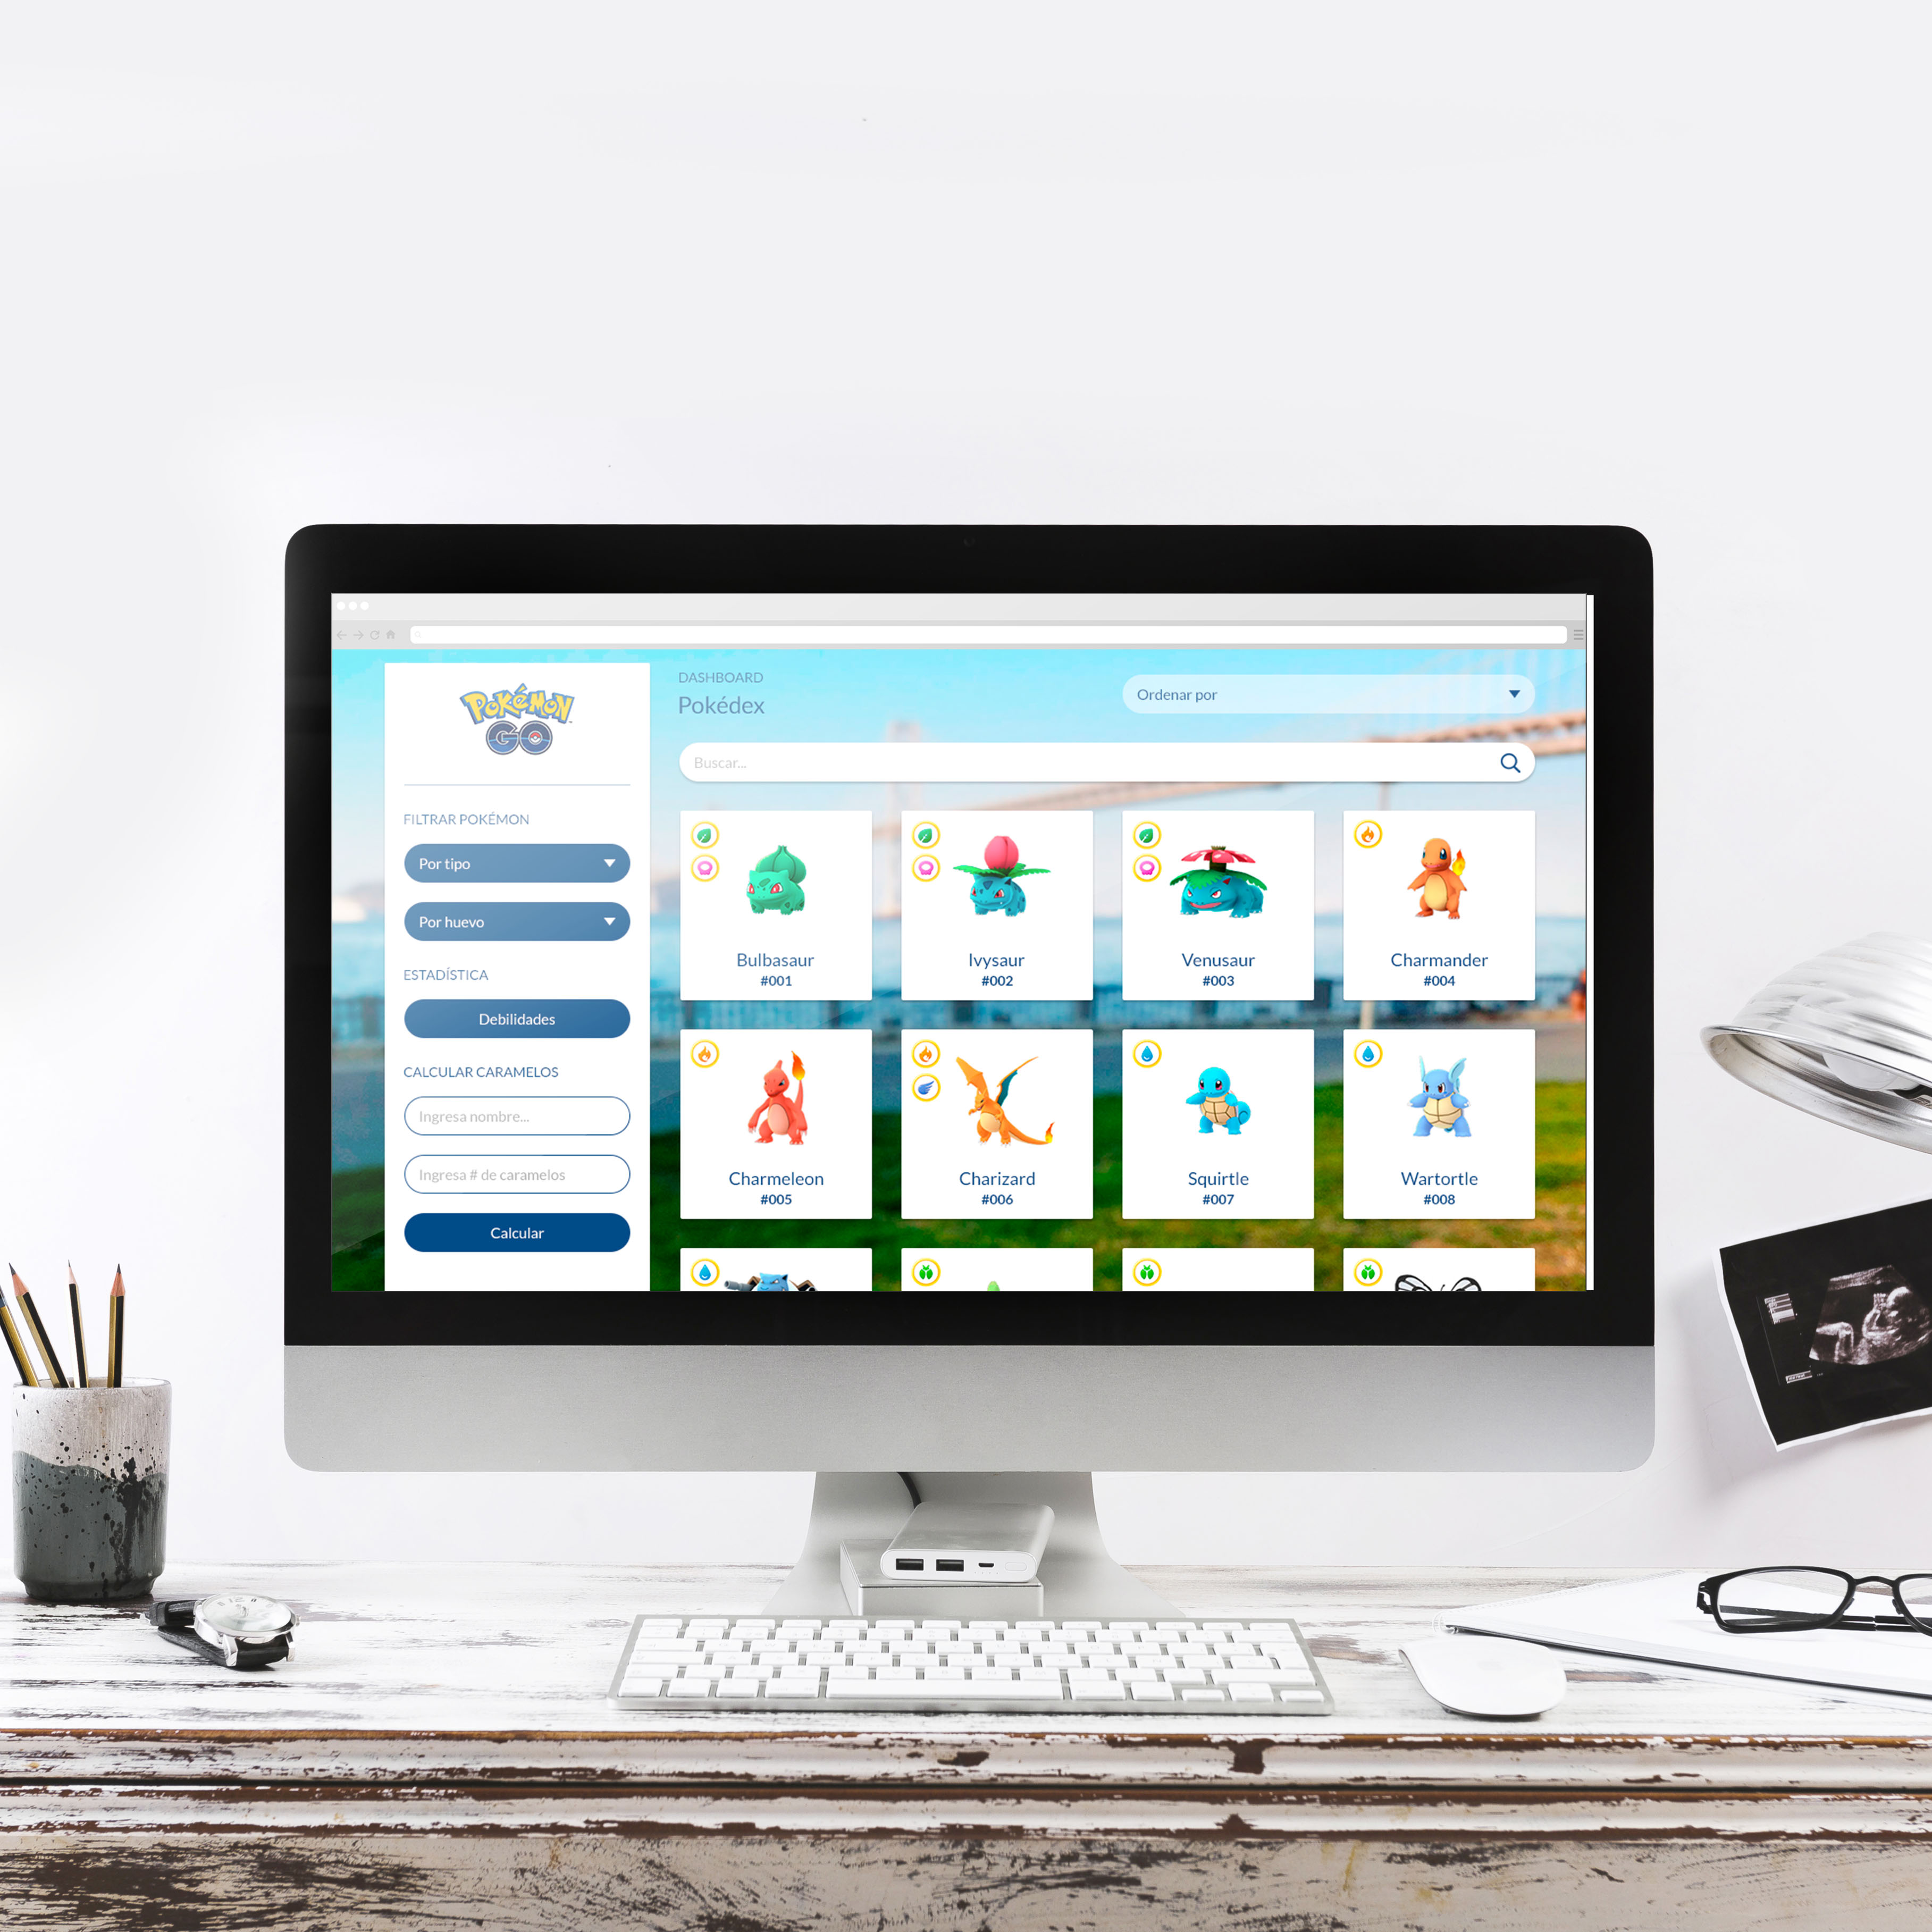 POKéMON
GO
FILTRAR POKÉMON
Por tipo
Por huevo
ESTADÍSTICA
Debilidades
CALCULAR CARAMELOS
Ingresa nombre...
Ingresa # de caramelos
Calcular
DASHBOARD
Pokédex
Ordenar por
Buscar...
Bulbasaur
#001
Ivysaur
#002
Venusaur
#003
Charmander
#004
Charmeleon
#005
Charizard
#006
Squirtle
#007
Wartortle
#008